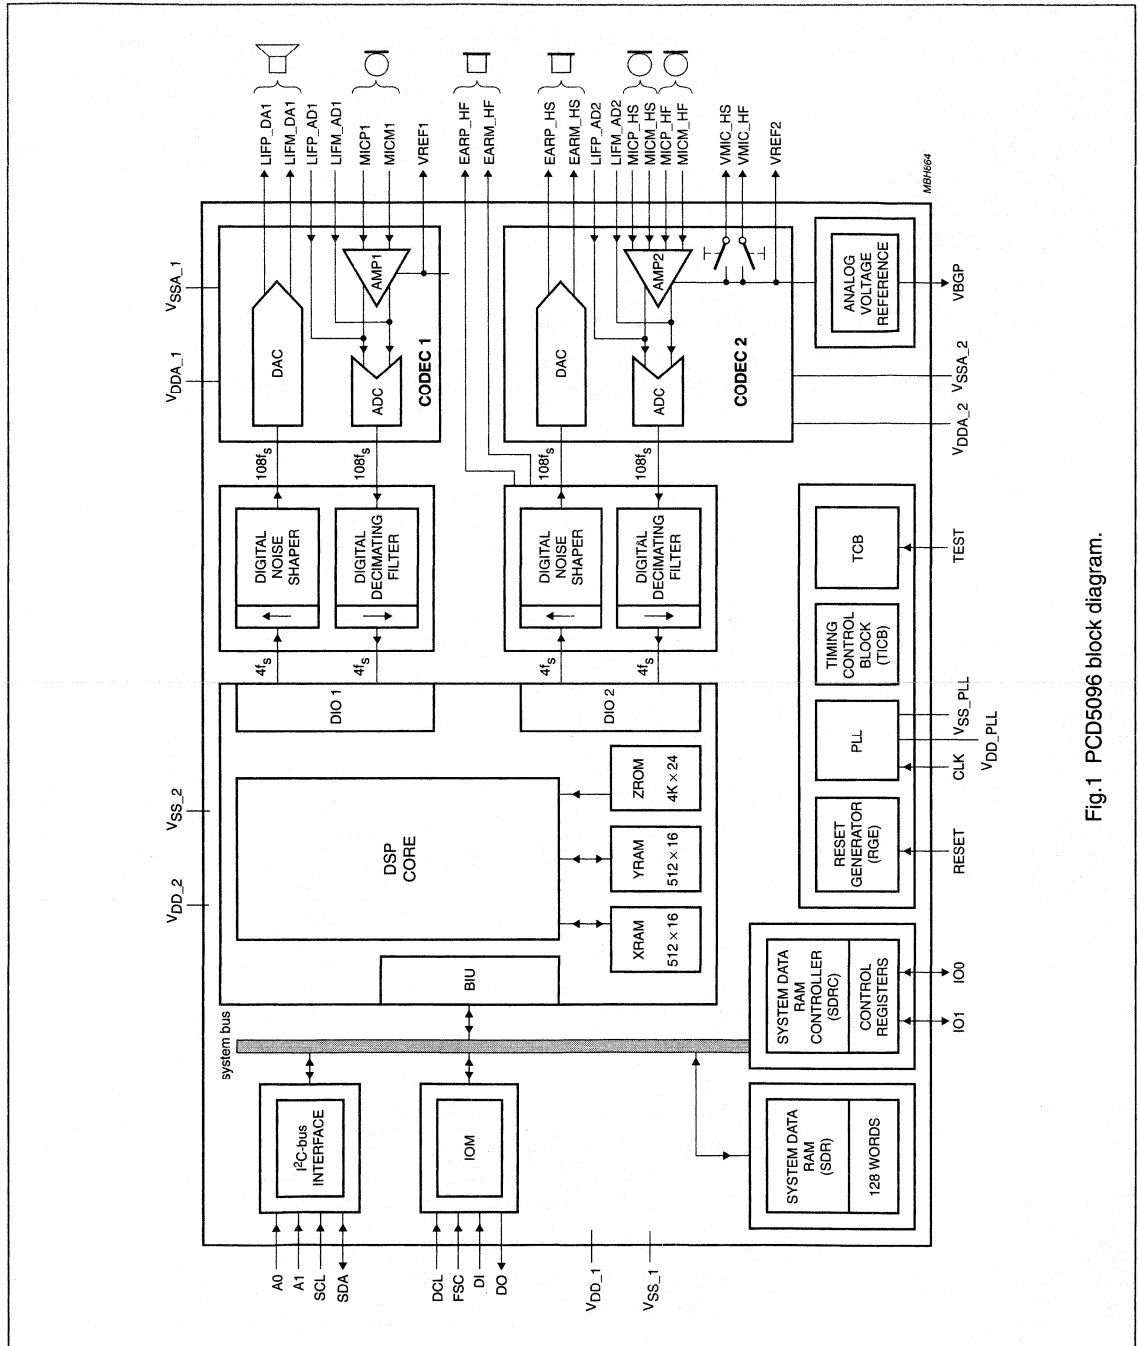 LIFP_DA1
LIFM_DA1
LIFP_AD1
LIFM_AD1
MICP1
MICM1
VREF1
EARP_HF
EARM_HF
EARP_HS
EARM_HS
LIFP_AD2
LIFM_AD2
MICP_HS
MICM_HS
MICP_HF
MICM_HF
VMIC_HS
VMIC_HF
VREF2
MBH664
VSSA_1
VDDA_1
DAC
AMP1
ADC
CODEC 1
DAC
AMP2
ADC
CODEC 2
ANALOG
VOLTAGE
REFERENCE
VBGP
VSSA_2
VDDA_2
108fs
108fs
108fs
108fs
DIGITAL
NOISE
SHAPER
DIGITAL
DECIMATING
FILTER
DIGITAL
NOISE
SHAPER
DIGITAL
DECIMATING
FILTER
4fs
4fs
4fs
4fs
TCB
TEST
TIMING
CONTROL
BLOCK
(TICB)
PLL
VSS_PLL
VDD_PLL
CLK
RESET
GENERATOR
(RGE)
RESET
VSS_2
VDD_2
DIO 1
DIO 2
DSP
CORE
ZROM
4K × 24
YRAM
512 × 16
XRAM
512 × 16
BIU
system bus
SYSTEM DATA
RAM
CONTROLLER
(SDRC)
CONTROL
REGISTERS
IO0
IO1
I2C-bus
INTERFACE
IOM
SYSTEM DATA
RAM
(SDR)
128 WORDS
A0
A1
SCL
SDA
DCL
FSC
DI
DO
VDD_1
VSS_1
Fig.1 PCD5096 block diagram.